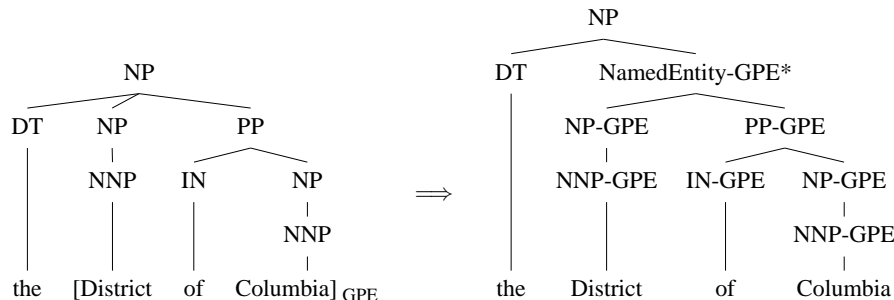 NP
DT NamedEntity-GPE*
NP
DT NP PP NP-GPE PP-GPE
NNP IN NP ⟹ NNP-GPE IN-GPE NP-GPE
NNP NNP-GPE
the [District of Columbia] GPE the District of Columbia